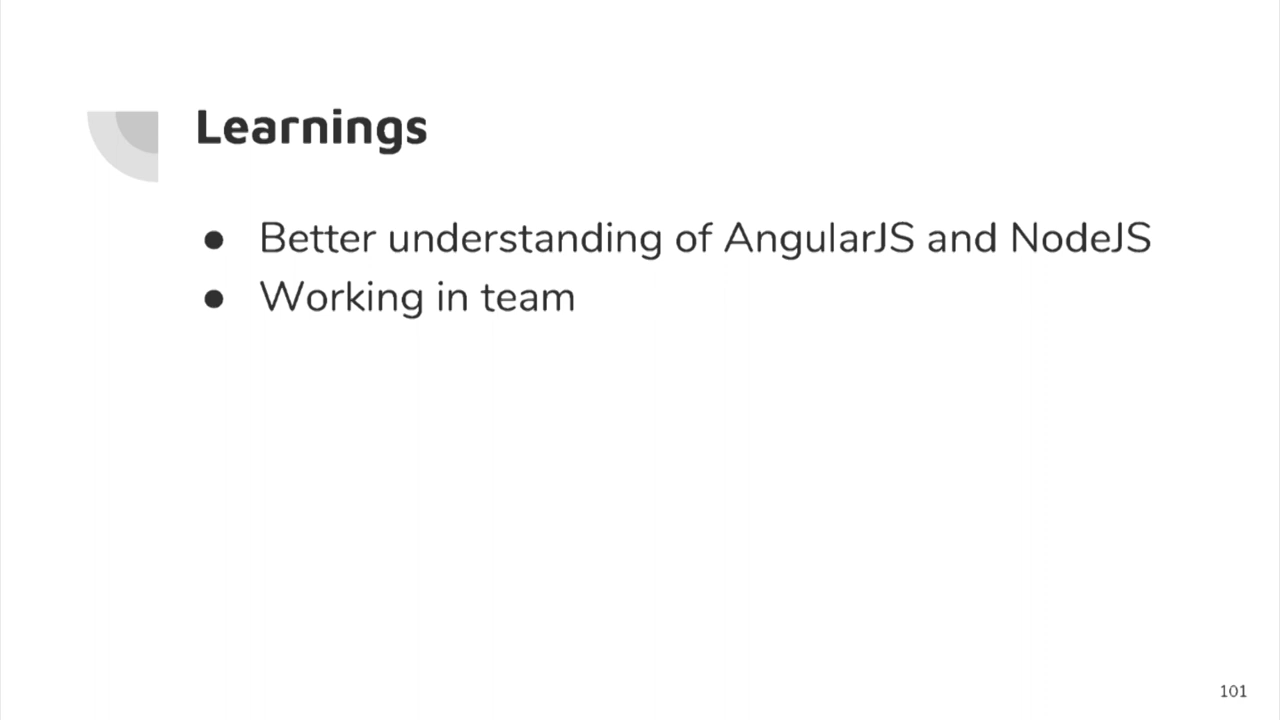 Learnings
● Better understanding of AngularJS and NodeJS
● Working in team
101